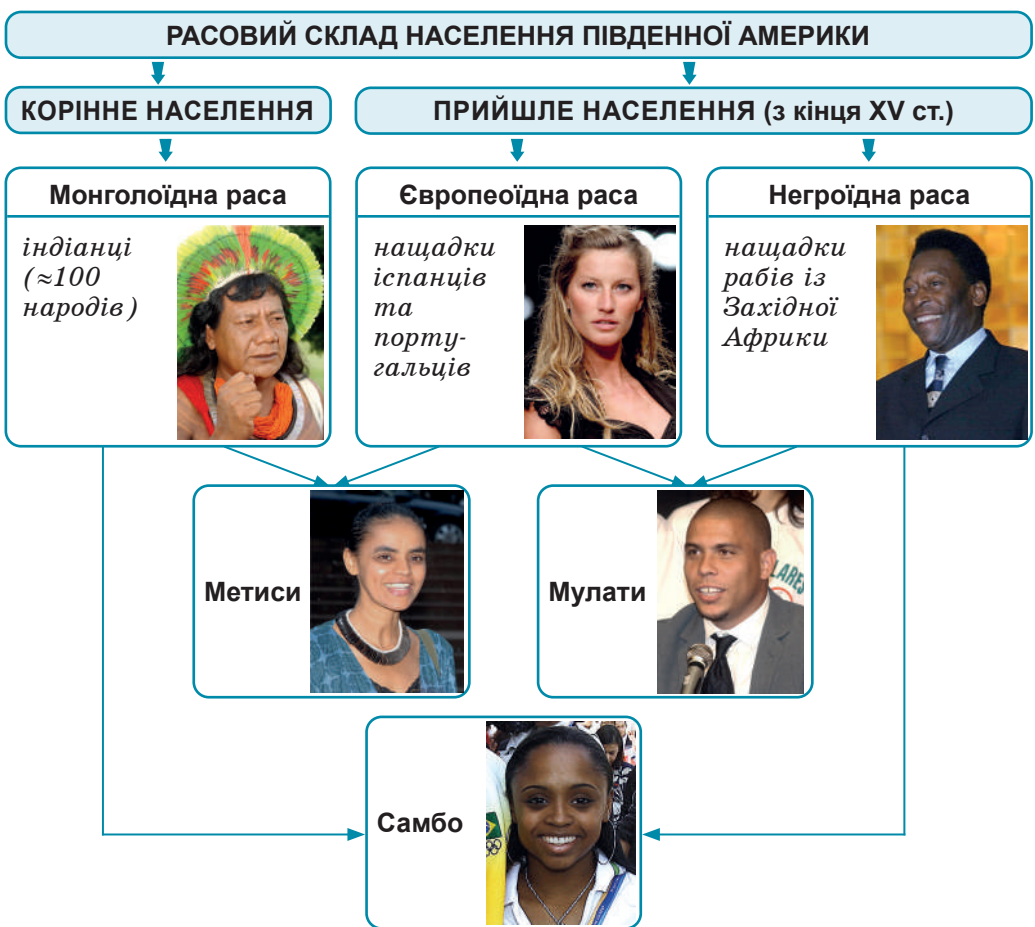 РАСОВИЙ СКЛАД НАСЕЛЕННЯ ПІВДЕННОЇ АМЕРИКИ
КОРІННЕ НАСЕЛЕННЯ
ПРИЙШЛЕ НАСЕЛЕННЯ (з кінця XV ст.)
Монголоїдна раса
індіанці
(≈100
народів)
Європеоїдна раса
нащадки
іспанців
та
порту-
гальців
Негроїдна раса
нащадки
рабів із
Західної
Африки
Метиси
Мулати
LARES
Самбо